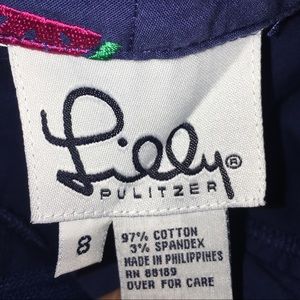 Lilly®
PULITZER
8
97% COTTON
3% SPANDEX
MADE IN PHILIPPINES
RN 88189
OVER FOR CARE